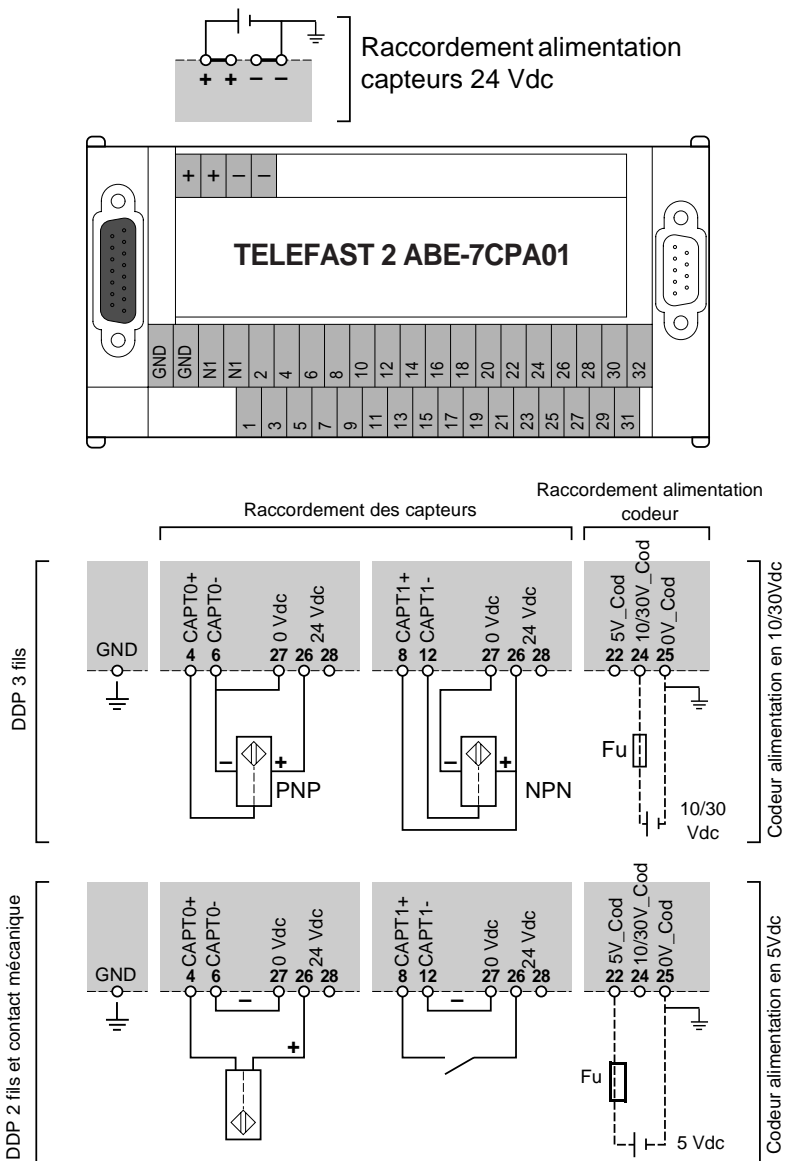 Raccordement alimentation
capteurs 24 Vdc
+ + – –
+ + – –
TELEFAST 2 ABE-7CPA01
GND GND N1 N1 2 4 6 8 10 12 14 16 18 20 22 24 26 28 30 32
1 3 5 7 9 11 13 15 17 19 21 23 25 27 29 31
Raccordement des capteurs
Raccordement alimentation
codeur
DDP 3 fils
GND
CAPT0+ CAPT0- 0 Vdc 24 Vdc
4 6 27 26 28
– +
PNP
CAPT1+ CAPT1- 0 Vdc 24 Vdc
8 12 27 26 28
– +
NPN
5V_Cod 10/30V_Cod 0V_Cod
22 24 25
Fu
10/30
Vdc
Codeur alimentation en 10/30Vdc
DDP 2 fils et contact mécanique
GND
CAPT0+ CAPT0- 0 Vdc 24 Vdc
4 6 27 26 28
–
+
CAPT1+ CAPT1- 0 Vdc 24 Vdc
8 12 27 26 28
–
5V_Cod 10/30V_Cod 0V_Cod
22 24 25
Fu
5 Vdc
Codeur alimentation en 5Vdc